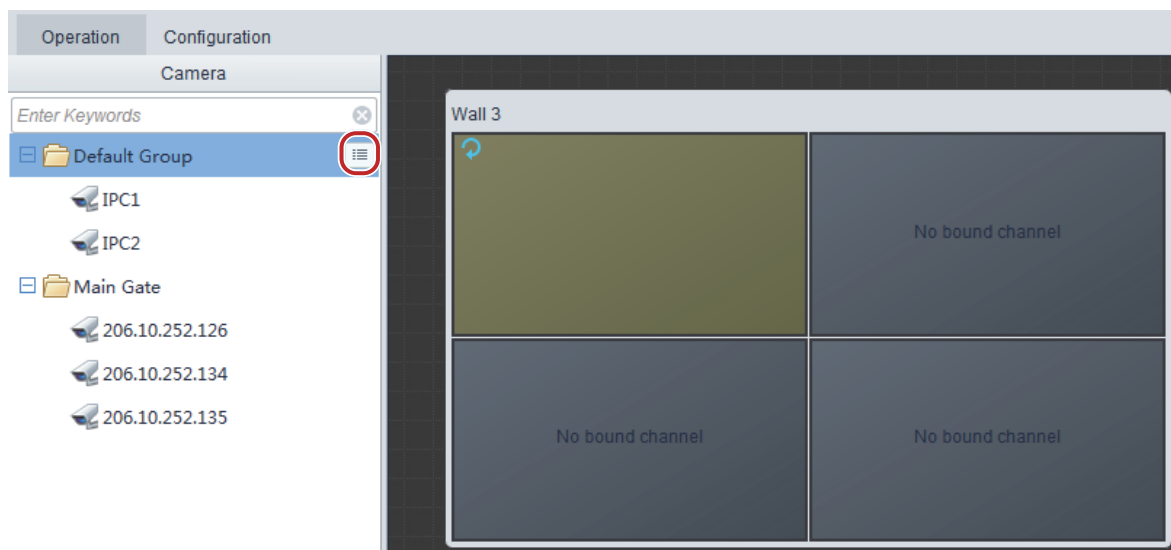 Operation Configuration
Camera
Enter Keywords
Default Group
IPC1
IPC2
Main Gate
206.10.252.126
206.10.252.134
206.10.252.135
Wall 3
No bound channel
No bound channel
No bound channel